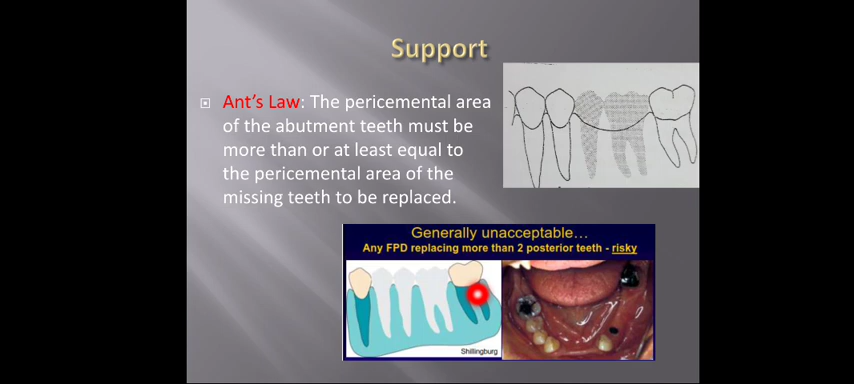 Support
Ant's Law: The pericemental area
of the abutment teeth must be
more than or at least equal to
the pericemental area of the
missing teeth to be replaced.
Generally unacceptable...
Any FPD replacing more than 2 posterior teeth - risky
Shillingburg